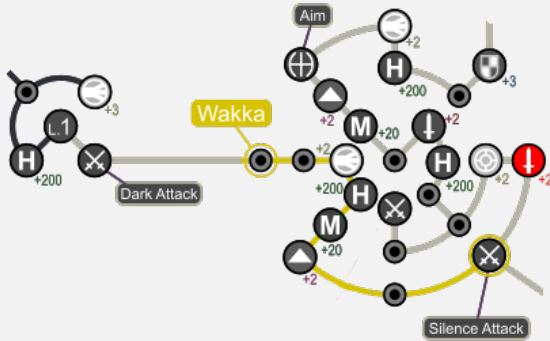 Aim
+2
H
+200
+3
+3
L.1
+2
M
+20
+2
Wakka
H
+200
Dark Attack
+2
+200
H
H
+200
+2
+2
M
+20
+2
Silence Attack